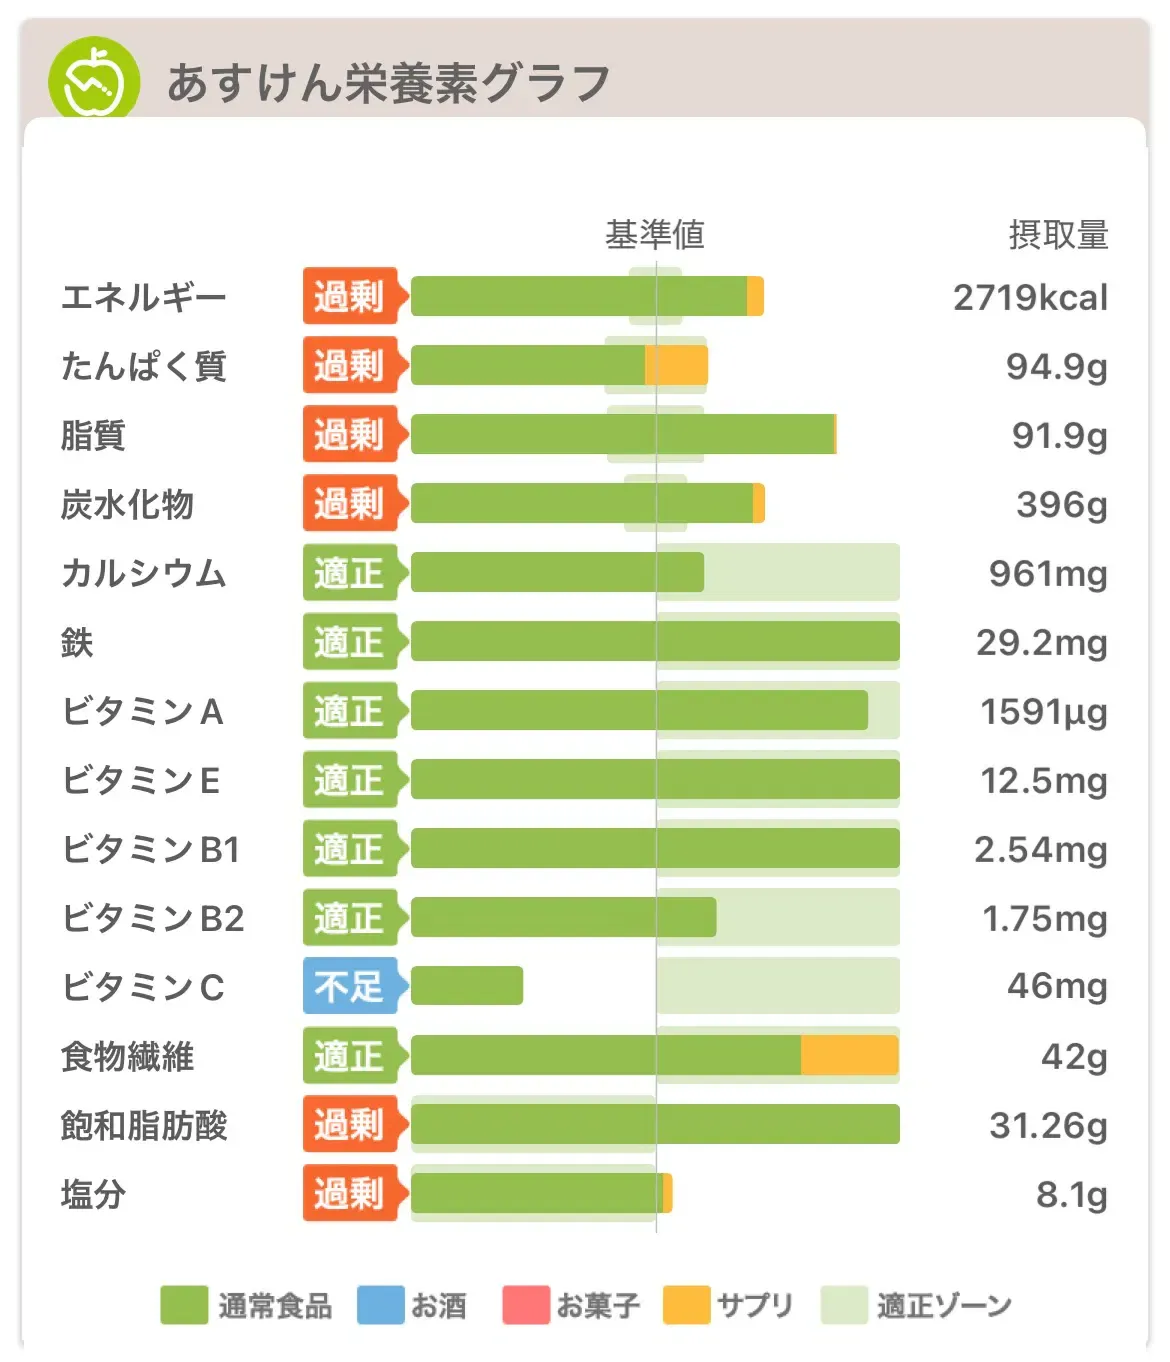 あすけん栄養素グラフ
基準値 摂取量
エネルギー 過剰 2719kcal
たんぱく質 過剰 94.9g
脂質 過剰 91.9g
炭水化物 過剰 396g
カルシウム 適正 961mg
鉄 適正 29.2mg
ビタミンA 適正 1591μg
ビタミンE 適正 12.5mg
ビタミンB1 適正 2.54mg
ビタミンB2 適正 1.75mg
ビタミンC 不足 46mg
食物繊維 適正 42g
飽和脂肪酸 過剰 31.26g
塩分 過剰 8.1g
通常食品 お酒 お菓子 サプリ 適正ゾーン